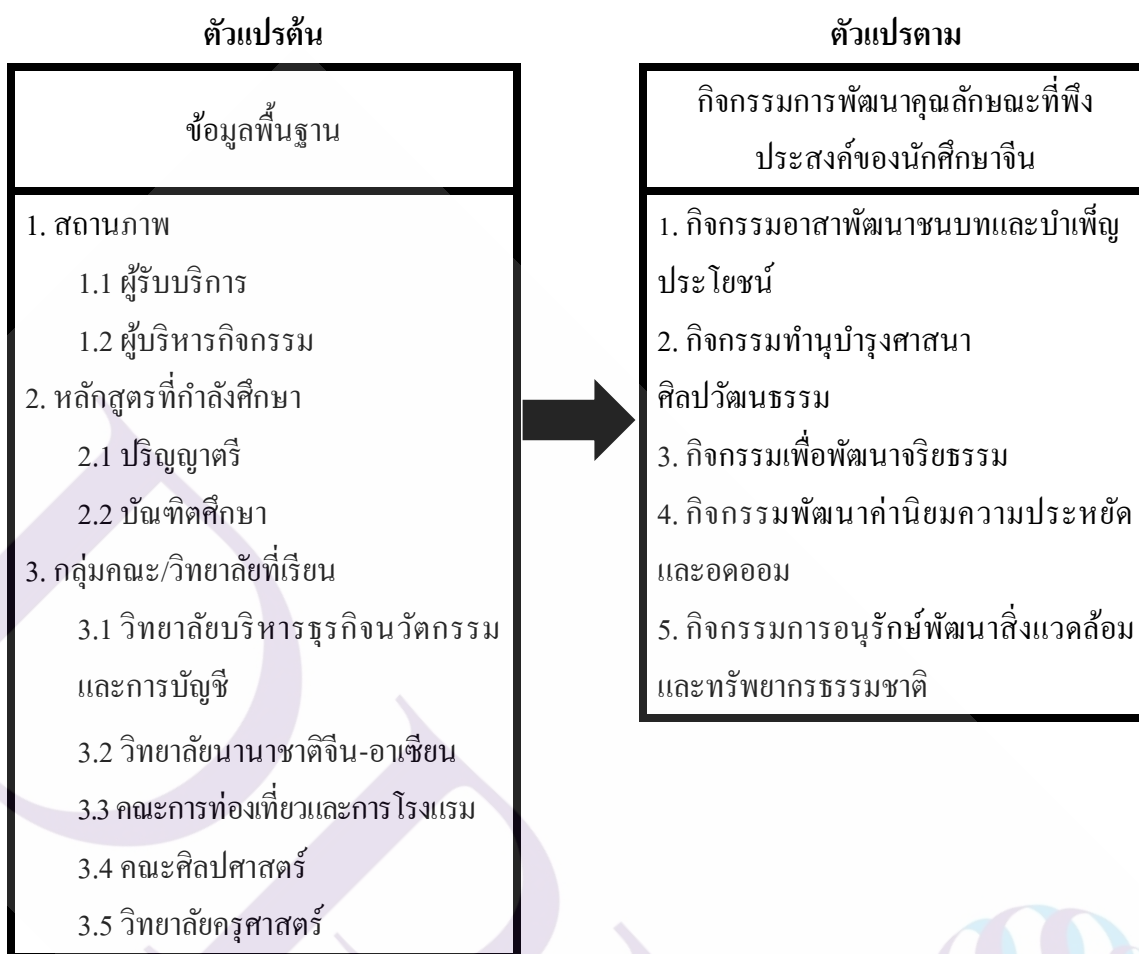 ตัวแปรต้น
ข้อมูลพื้นฐาน
1. สถานภาพ
1.1 ผู้รับบริการ
1.2 ผู้บริหารกิจกรรม
2. หลักสูตรที่กำลังศึกษา
2.1 ปริญญาตรี
2.2 บัณฑิตศึกษา
3. กลุ่มคณะ/วิทยาลัยที่เรียน
3.1 วิทยาลัยบริหารธุรกิจนวัตกรรม
และการบัญชี
3.2 วิทยาลัยนานาชาติจีน-อาเซียน
3.3 คณะการท่องเที่ยวและการโรงแรม
3.4 คณะศิลปศาสตร์
3.5 วิทยาลัยครุศาสตร์
ตัวแปรตาม
กิจกรรมการพัฒนาคุณลักษณะที่พึง
ประสงค์ของนักศึกษาจีน
1. กิจกรรมอาสาพัฒนาชนบทและบำเพ็ญ
ประโยชน์
2. กิจกรรมทำนุบำรุงศาสนา
ศิลปวัฒนธรรม
3. กิจกรรมเพื่อพัฒนาจริยธรรม
4. กิจกรรมพัฒนาค่านิยมความประหยัด
และอดออม
5. กิจกรรมการอนุรักษ์พัฒนาสิ่งแวดล้อม
และทรัพยากรธรรมชาติ